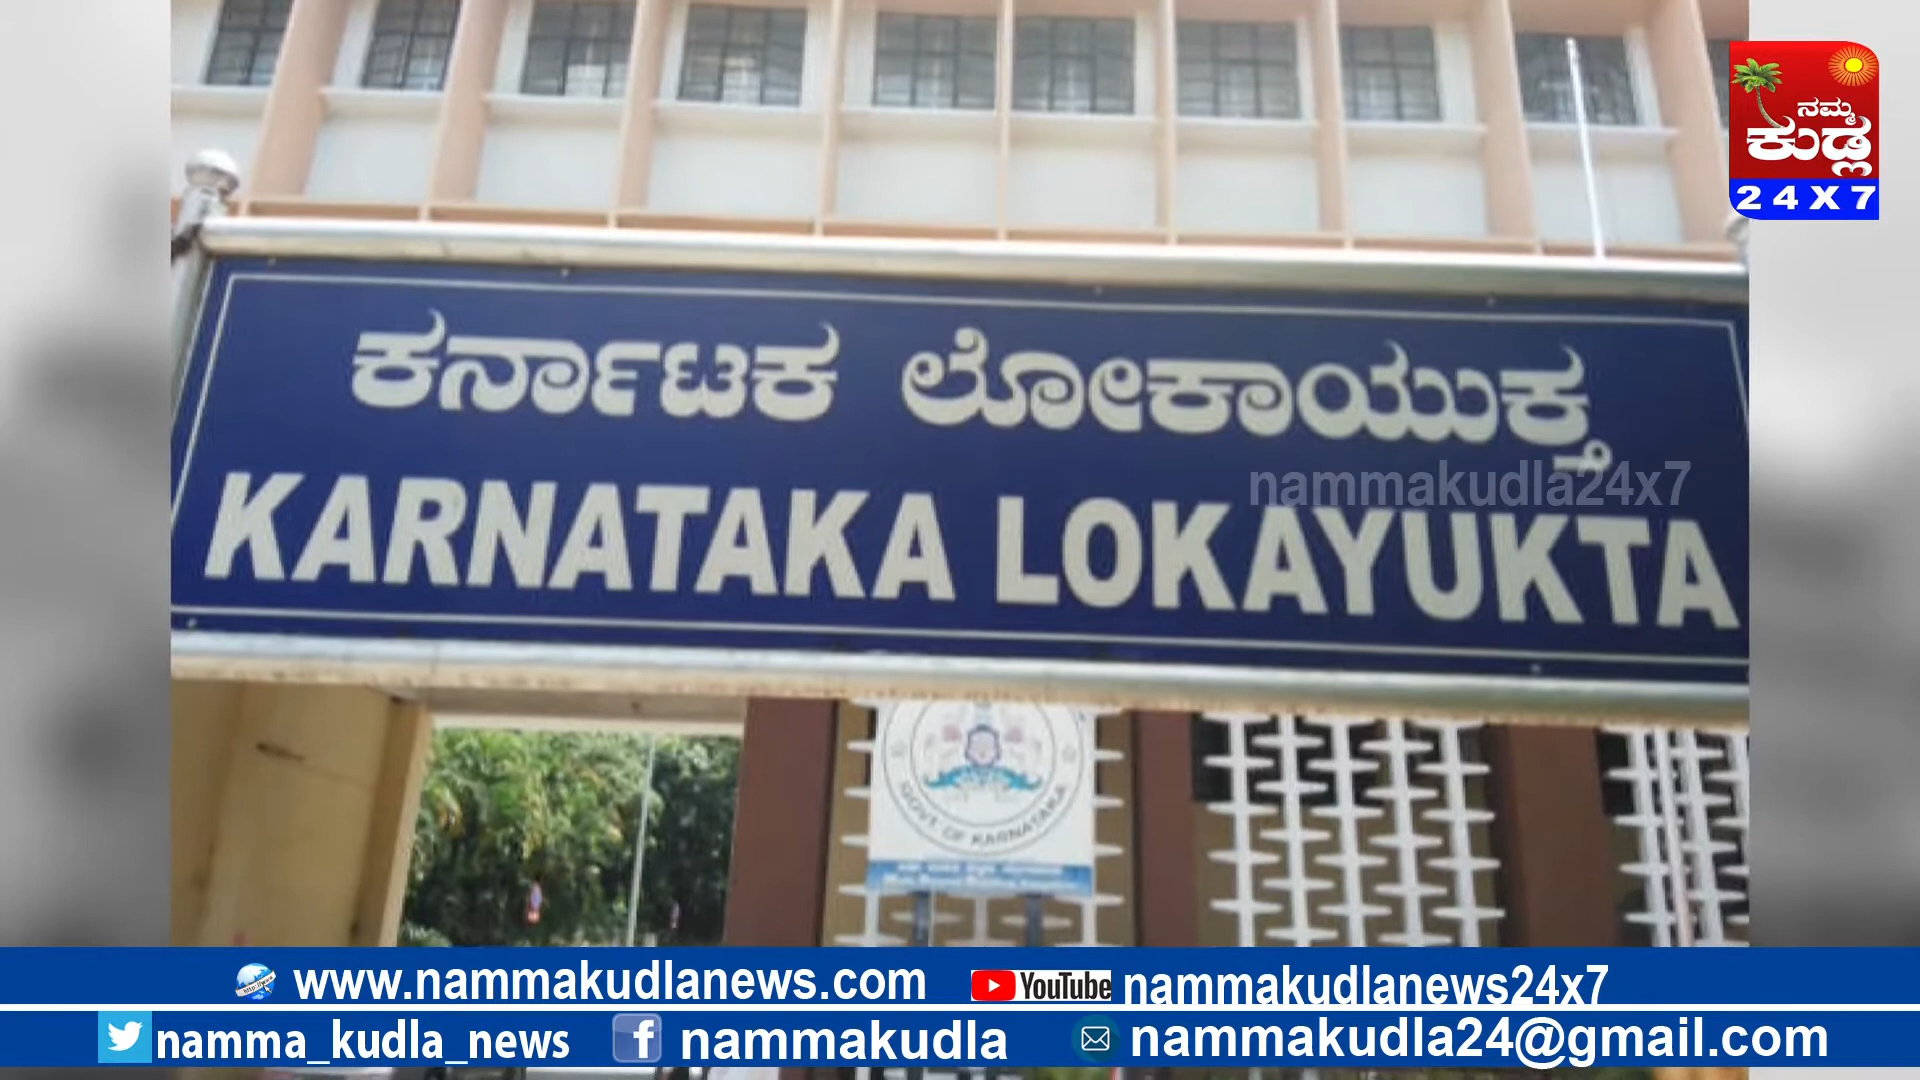 ನಮ್ಮ
ಕುಡ್ಲ
24X7
ಕರ್ನಾಟಕ ಲೋಕಾಯುಕ್ತ
nammakudla24x7
KARNATAKA LOKAYUKTA
GOVT. OF KARNATAKA
www.nammakudlanews.com YouTube nammakudlanews24x7
namma_kudla_news nammakudla nammakudla24@gmail.com